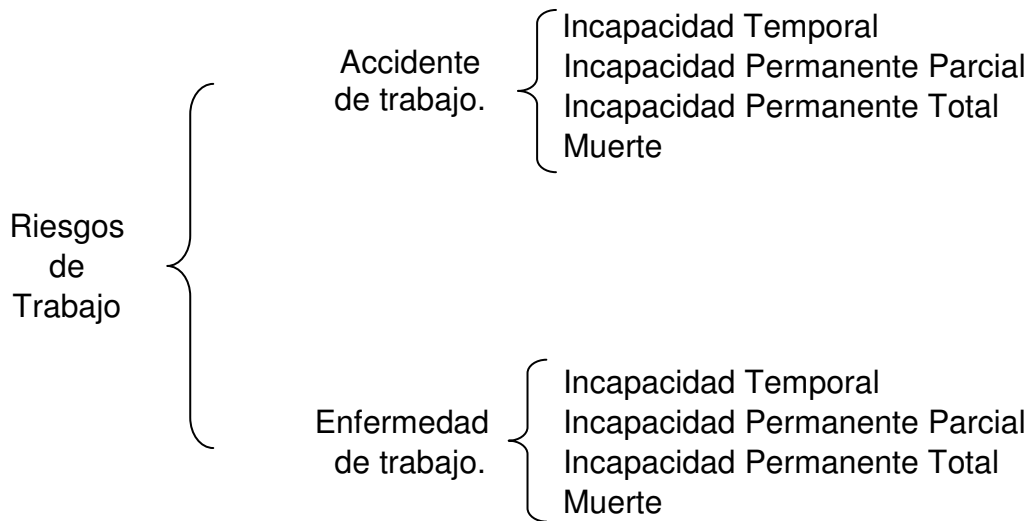 Riesgos
de
Trabajo
Accidente
de trabajo.
Incapacidad Temporal
Incapacidad Permanente Parcial
Incapacidad Permanente Total
Muerte
Enfermedad
de trabajo.
Incapacidad Temporal
Incapacidad Permanente Parcial
Incapacidad Permanente Total
Muerte